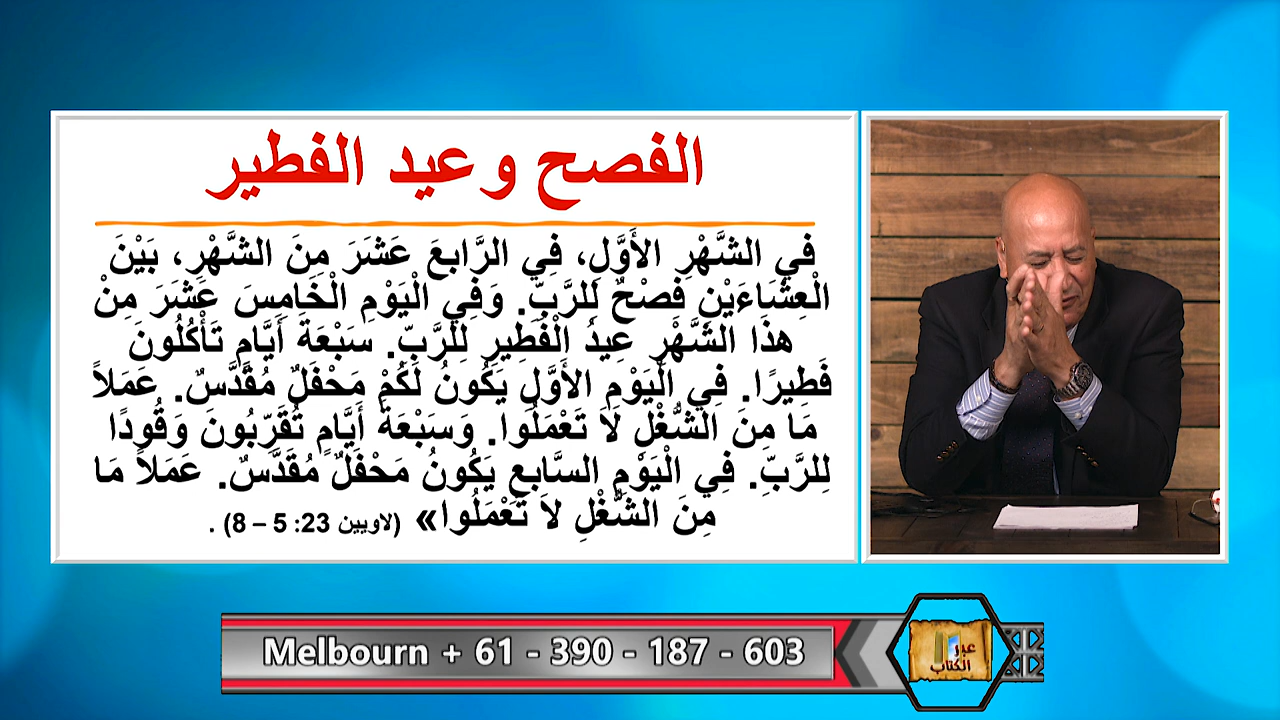 الفصح وعيد الفطير
في الشَّهْرِ الأَوَّلِ، فِي الرَّابعَ عَشَرَ مِنَ الشَّهْرِ، بَيْنَ
الْعِشَاءَيْنِ فِصْحٌ لِلرَّبِّ. وَفِي الْيَوْمِ الْخَامِسَ عَشَرَ مِنْ
هذَا الشَّهْرِ عِيدُ الْفَطِيرِ لِلرَّبِّ. سَبْعَةَ أَيَّامٍ تَأْكُلُونَ
فَطِيرًا. فِي الْيَوْمِ الأَوَّلِ يَكُونُ لَكُمْ مَحْفَلٌ مُقَدَّسٌ. عَمَلاً
مَا مِنَ الشُّغْلِ لاَ تَعْمَلُوا. وَسَبْعَةَ أَيَّامٍ تُقَرِّبُونَ وَقُودًا
لِلرَّبِّ. فِي الْيَوْمِ السَّابعِ يَكُونُ مَحْفَلٌ مُقَدَّسٌ. عَمَلاً مَا
مِنَ الشُّغْلِ لاَ تَعْمَلُوا» (لاويين 23: 5 – 8) .
Melbourn + 61 - 390 - 187 - 603
عبر
الكتاب